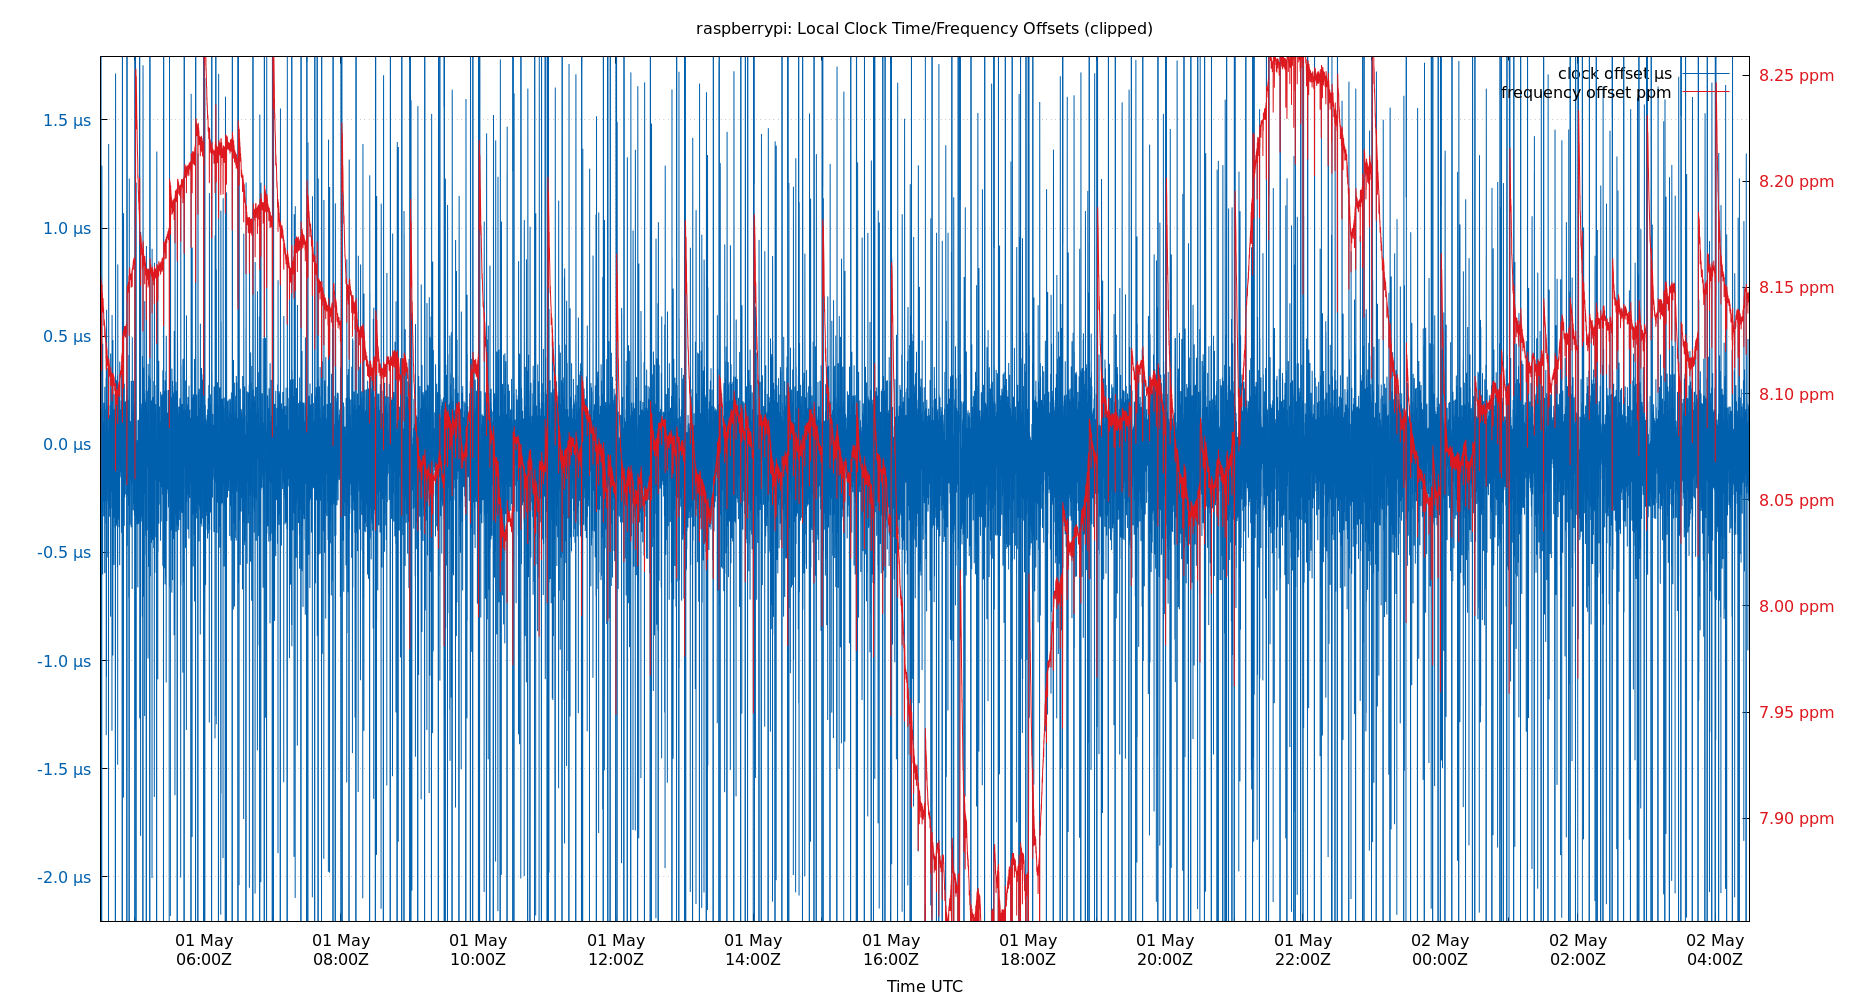 raspberrypi: Local Clock Time/Frequency Offsets (clipped)
clock offset µs
frequency offset ppm
1.5 µs
1.0 µs
0.5 µs
0.0 µs
-0.5 µs
-1.0 µs
-1.5 µs
-2.0 µs
8.25 ppm
8.20 ppm
8.15 ppm
8.10 ppm
8.05 ppm
8.00 ppm
7.95 ppm
7.90 ppm
01 May
06:00Z
01 May
08:00Z
01 May
10:00Z
01 May
12:00Z
01 May
14:00Z
01 May
16:00Z
01 May
18:00Z
01 May
20:00Z
01 May
22:00Z
02 May
00:00Z
02 May
02:00Z
02 May
04:00Z
Time UTC